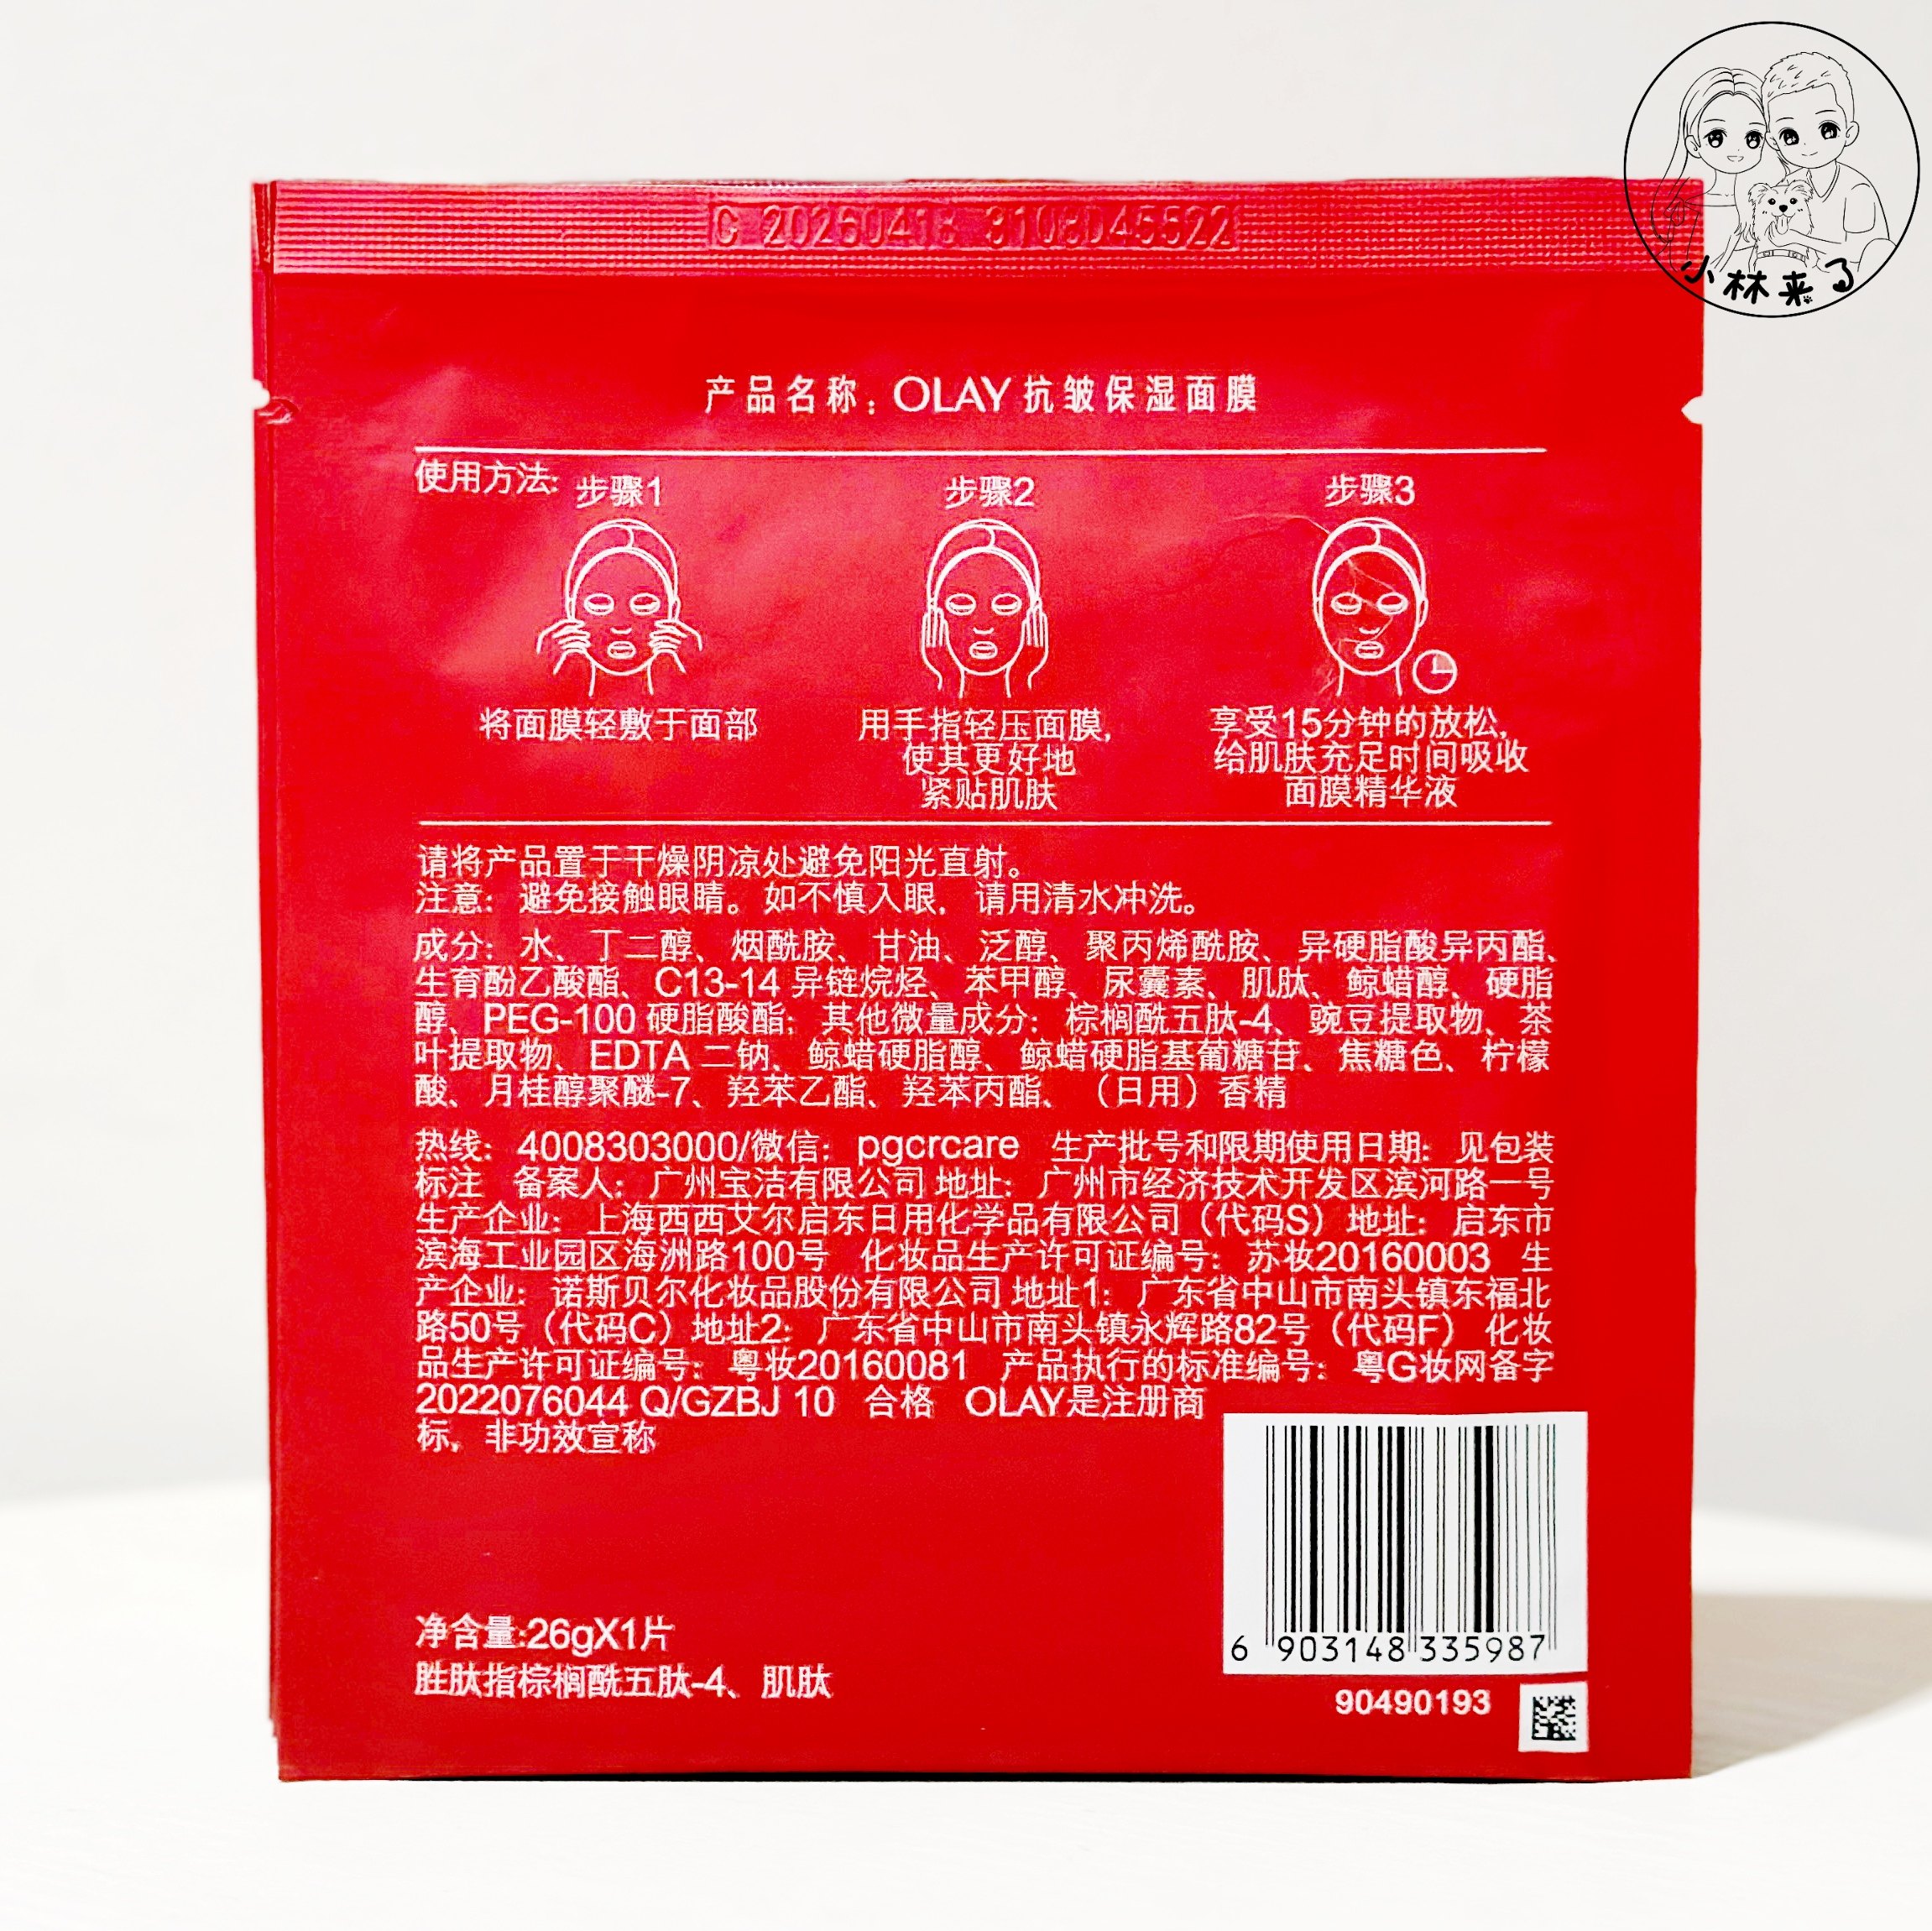 小林来了
C 20260418 3108045522
产品名称：OLAY 抗皱保湿面膜
使用方法：
步骤1
步骤2
步骤3
将面膜轻敷于面部
用手指轻压面膜，
使其更好地
紧贴肌肤
享受15分钟的放松，
给肌肤充足时间吸收
面膜精华液
请将产品置于干燥阴凉处避免阳光直射。
注意：避免接触眼睛。如不慎入眼，请用清水冲洗。
成分：水、丁二醇、烟酰胺、甘油、泛醇、聚丙烯酰胺、异硬脂酸异丙酯、
生育酚乙酸酯、C13-14 异链烷烃、苯甲醇、尿囊素、肌肽、鲸蜡醇、硬脂
醇、PEG-100 硬脂酸酯；其他微量成分：棕榈酰五肽-4、豌豆提取物、茶
叶提取物、EDTA 二钠、鲸蜡硬脂醇、鲸蜡硬脂基葡糖苷、焦糖色、柠檬
酸、月桂醇聚醚-7、羟苯乙酯、羟苯丙酯、（日用）香精
热线：4008303000/微信：pgcrcare 生产批号和限期使用日期：见包装
标注 备案人：广州宝洁有限公司 地址：广州市经济技术开发区滨河路一号
生产企业：上海西西艾尔启东日用化学品有限公司（代码S）地址：启东市
滨海工业园区海洲路100号 化妆品生产许可证编号：苏妆20160003 生
产企业：诺斯贝尔化妆品股份有限公司 地址1：广东省中山市南头镇东福北
路50号（代码C）地址2：广东省中山市南头镇永辉路82号（代码F） 化妆
品生产许可证编号：粤妆20160081 产品执行的标准编号：粤G妆网备字
2022076044 Q/GZBJ 10 合格 OLAY是注册商
标，非功效宣称
净含量:26gX1片
胜肽指棕榈酰五肽-4、肌肽
6 903148 335987
90490193